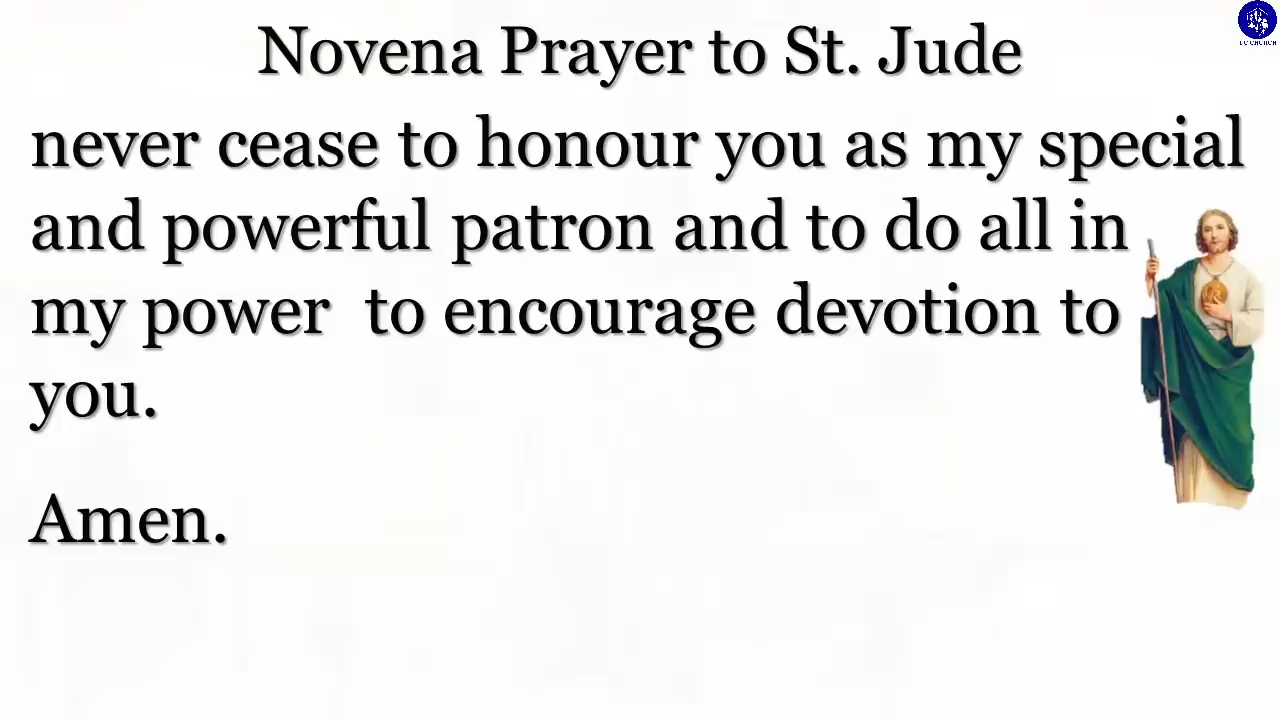 Novena Prayer to St. Jude
never cease to honour you as my special
and powerful patron and to do all in
my power  to encourage devotion to
you.
Amen.